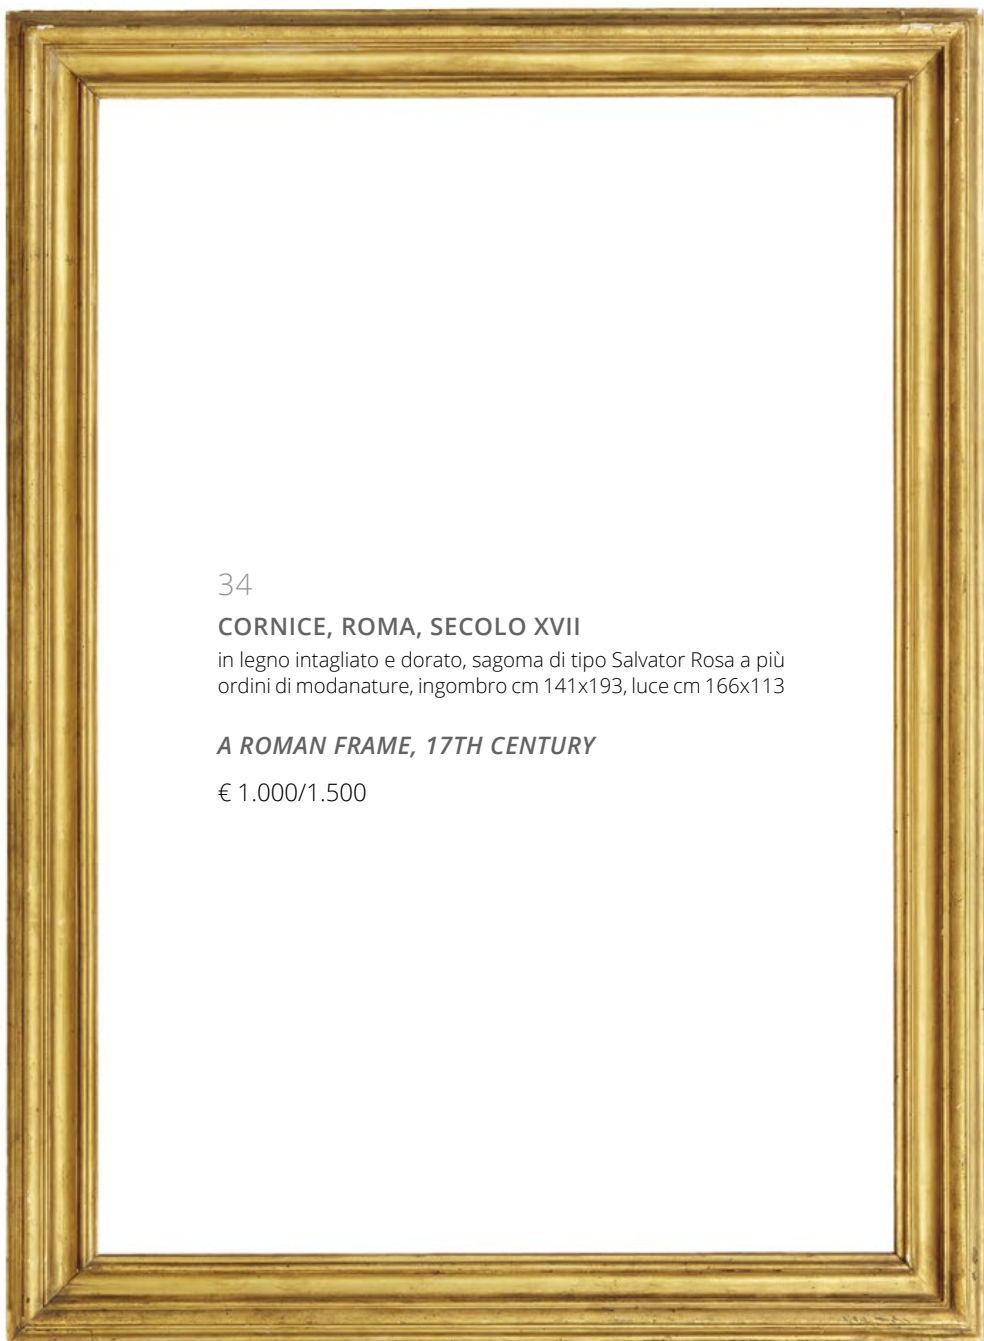 34
CORNICE, ROMA, SECOLO XVII
in legno intagliato e dorato, sagoma di tipo Salvator Rosa a più
ordini di modanature, ingombro cm 141x193, luce cm 166x113
A ROMAN FRAME, 17TH CENTURY
€ 1.000/1.500